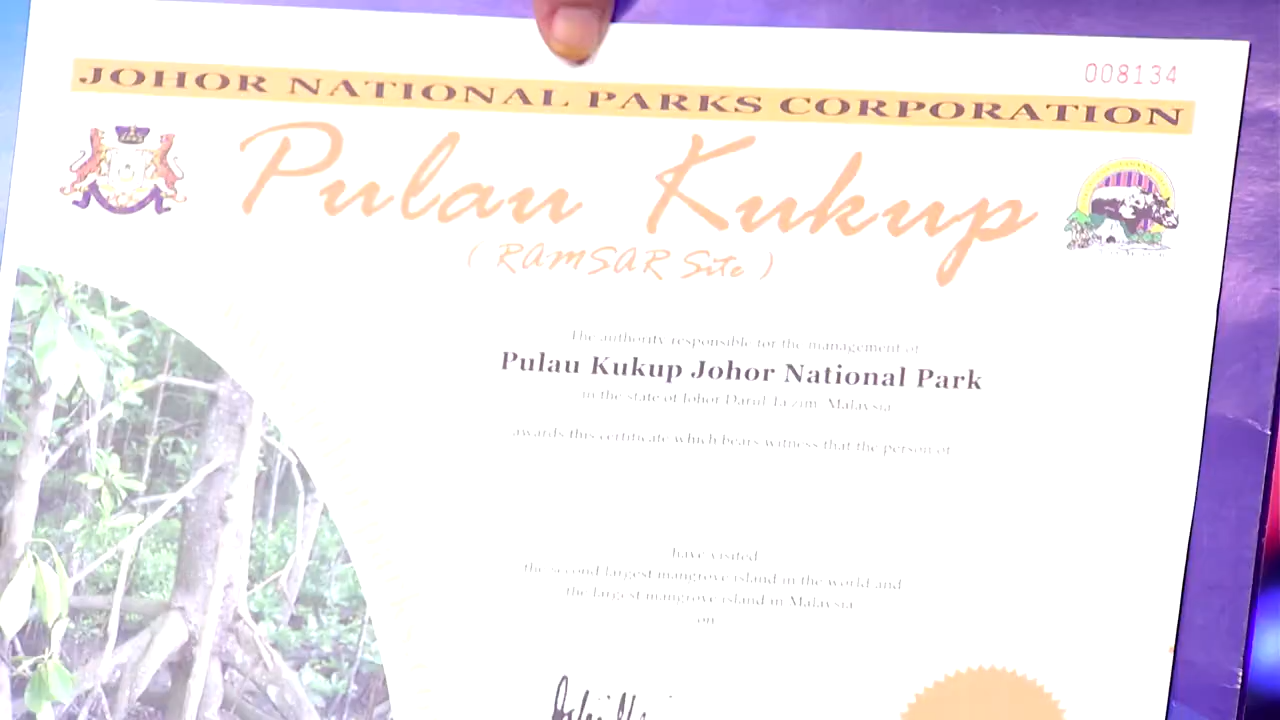 008134
JOHOR NATIONAL PARKS CORPORATION
Pulau Kukup
( RAMSAR Site )
The authority responsible for the management of
Pulau Kukup Johor National Park
in the state of Johor Darul Ta'zim, Malaysia
awards this certificate which bears witness that the person of
have visited
the second largest mangrove island in the world and
the largest mangrove island in Malaysia
on